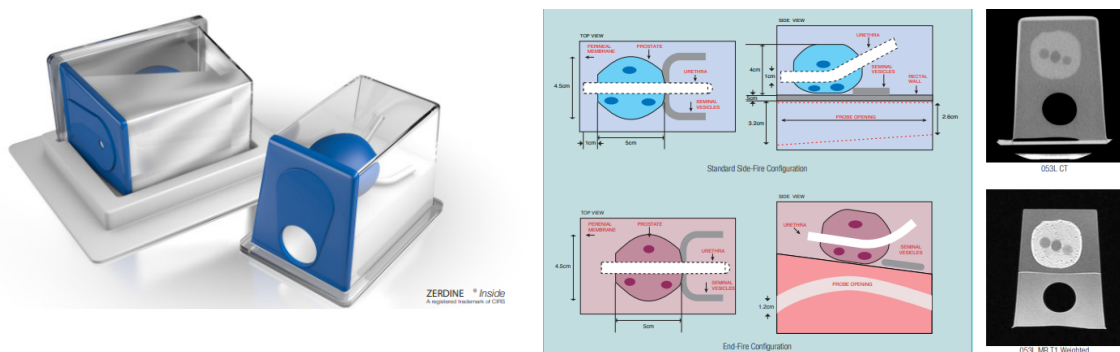 ZERDINE ® Inside
A registered trademark of CIRS
TOP VIEW
PERINEAL
MEMBRANE
PROSTATE
URETHRA
SEMINAL
VESICLES
4.5cm
1cm
5cm
SIDE VIEW
URETHRA
SEMINAL
VESICLES
RECTAL
WALL
4cm
1cm
3.2cm
PROBE OPENING
2.6cm
Standard Side-Fire Configuration
TOP VIEW
PERENIAL
MEMBRANE
PROSTATE
URETHRA
SEMINAL
VESICLES
4.5cm
5cm
SIDE VIEW
URETHRA
SEMINAL
VESICLES
PROBE OPENING
1.2cm
End-Fire Configuration
053L CT
053L MR T1 Weighted